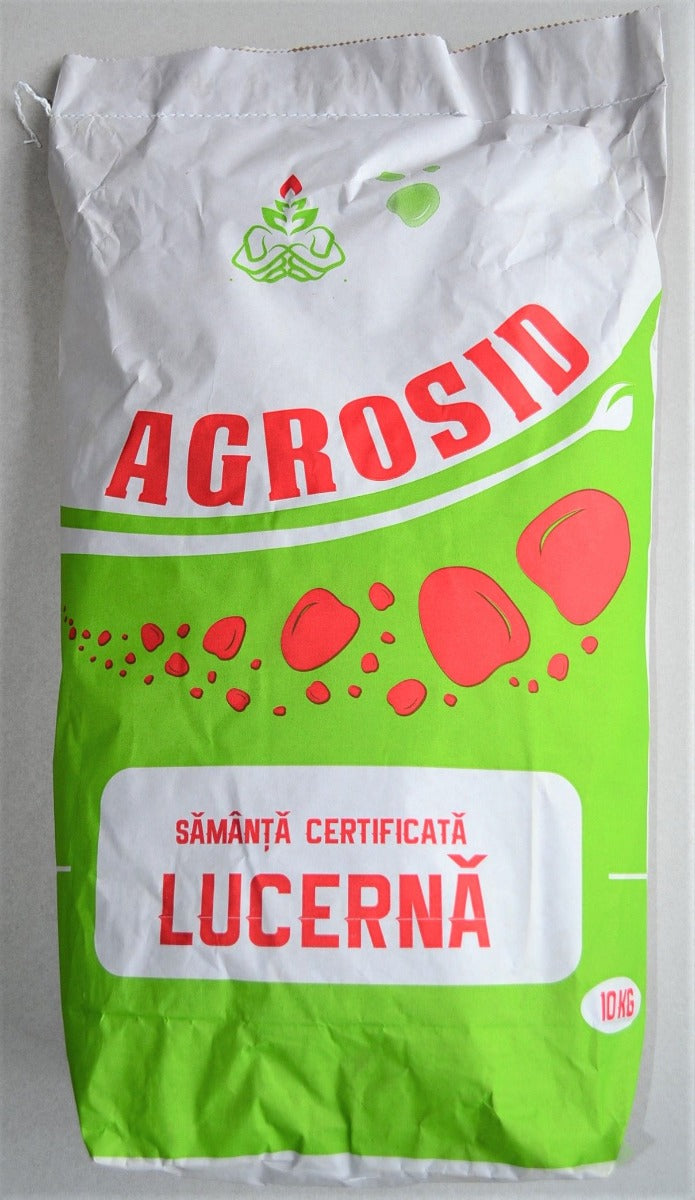 AGROSID
SĂMÂNȚĂ CERTIFICATĂ
LUCERNĂ
10 KG